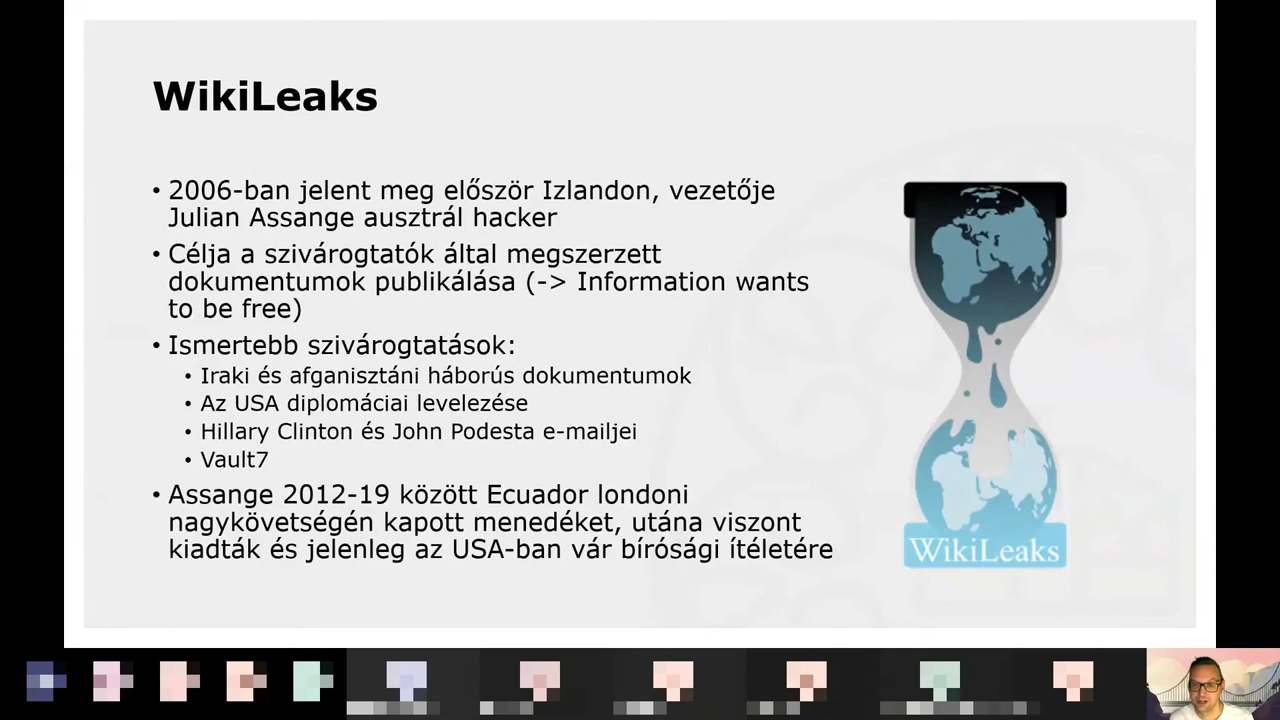 WikiLeaks
• 2006-ban jelent meg először Izlandon, vezetője
Julian Assange ausztrál hacker
• Célja a szivárogtatók által megszerzett
dokumentumok publikálása (-> Information wants
to be free)
• Ismertebb szivárogtatások:
• Iraki és afganisztáni háborús dokumentumok
• Az USA diplomáciai levelezése
• Hillary Clinton és John Podesta e-mailjei
• Vault7
• Assange 2012-19 között Ecuador londoni
nagykövetségén kapott menedéket, utána viszont
kiadták és jelenleg az USA-ban vár bírósági ítéletére
WikiLeaks